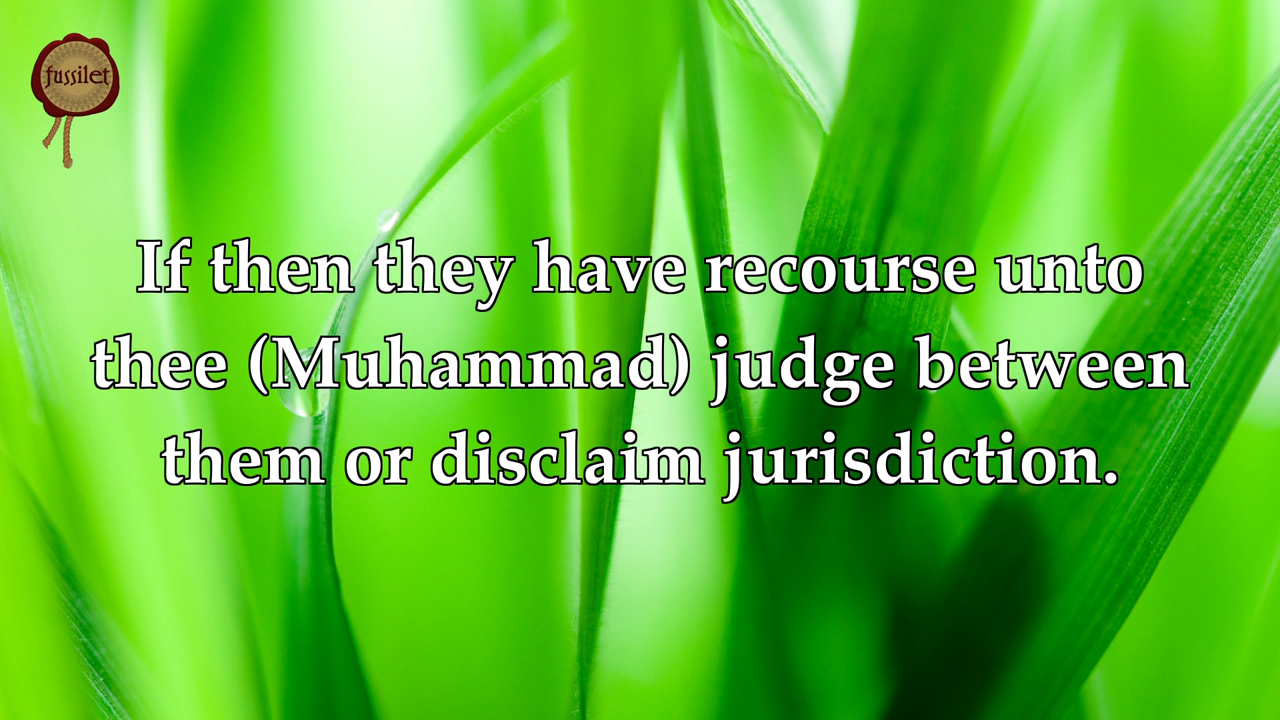 fussilet
If then they have recourse unto
thee (Muhammad) judge between
them or disclaim jurisdiction.